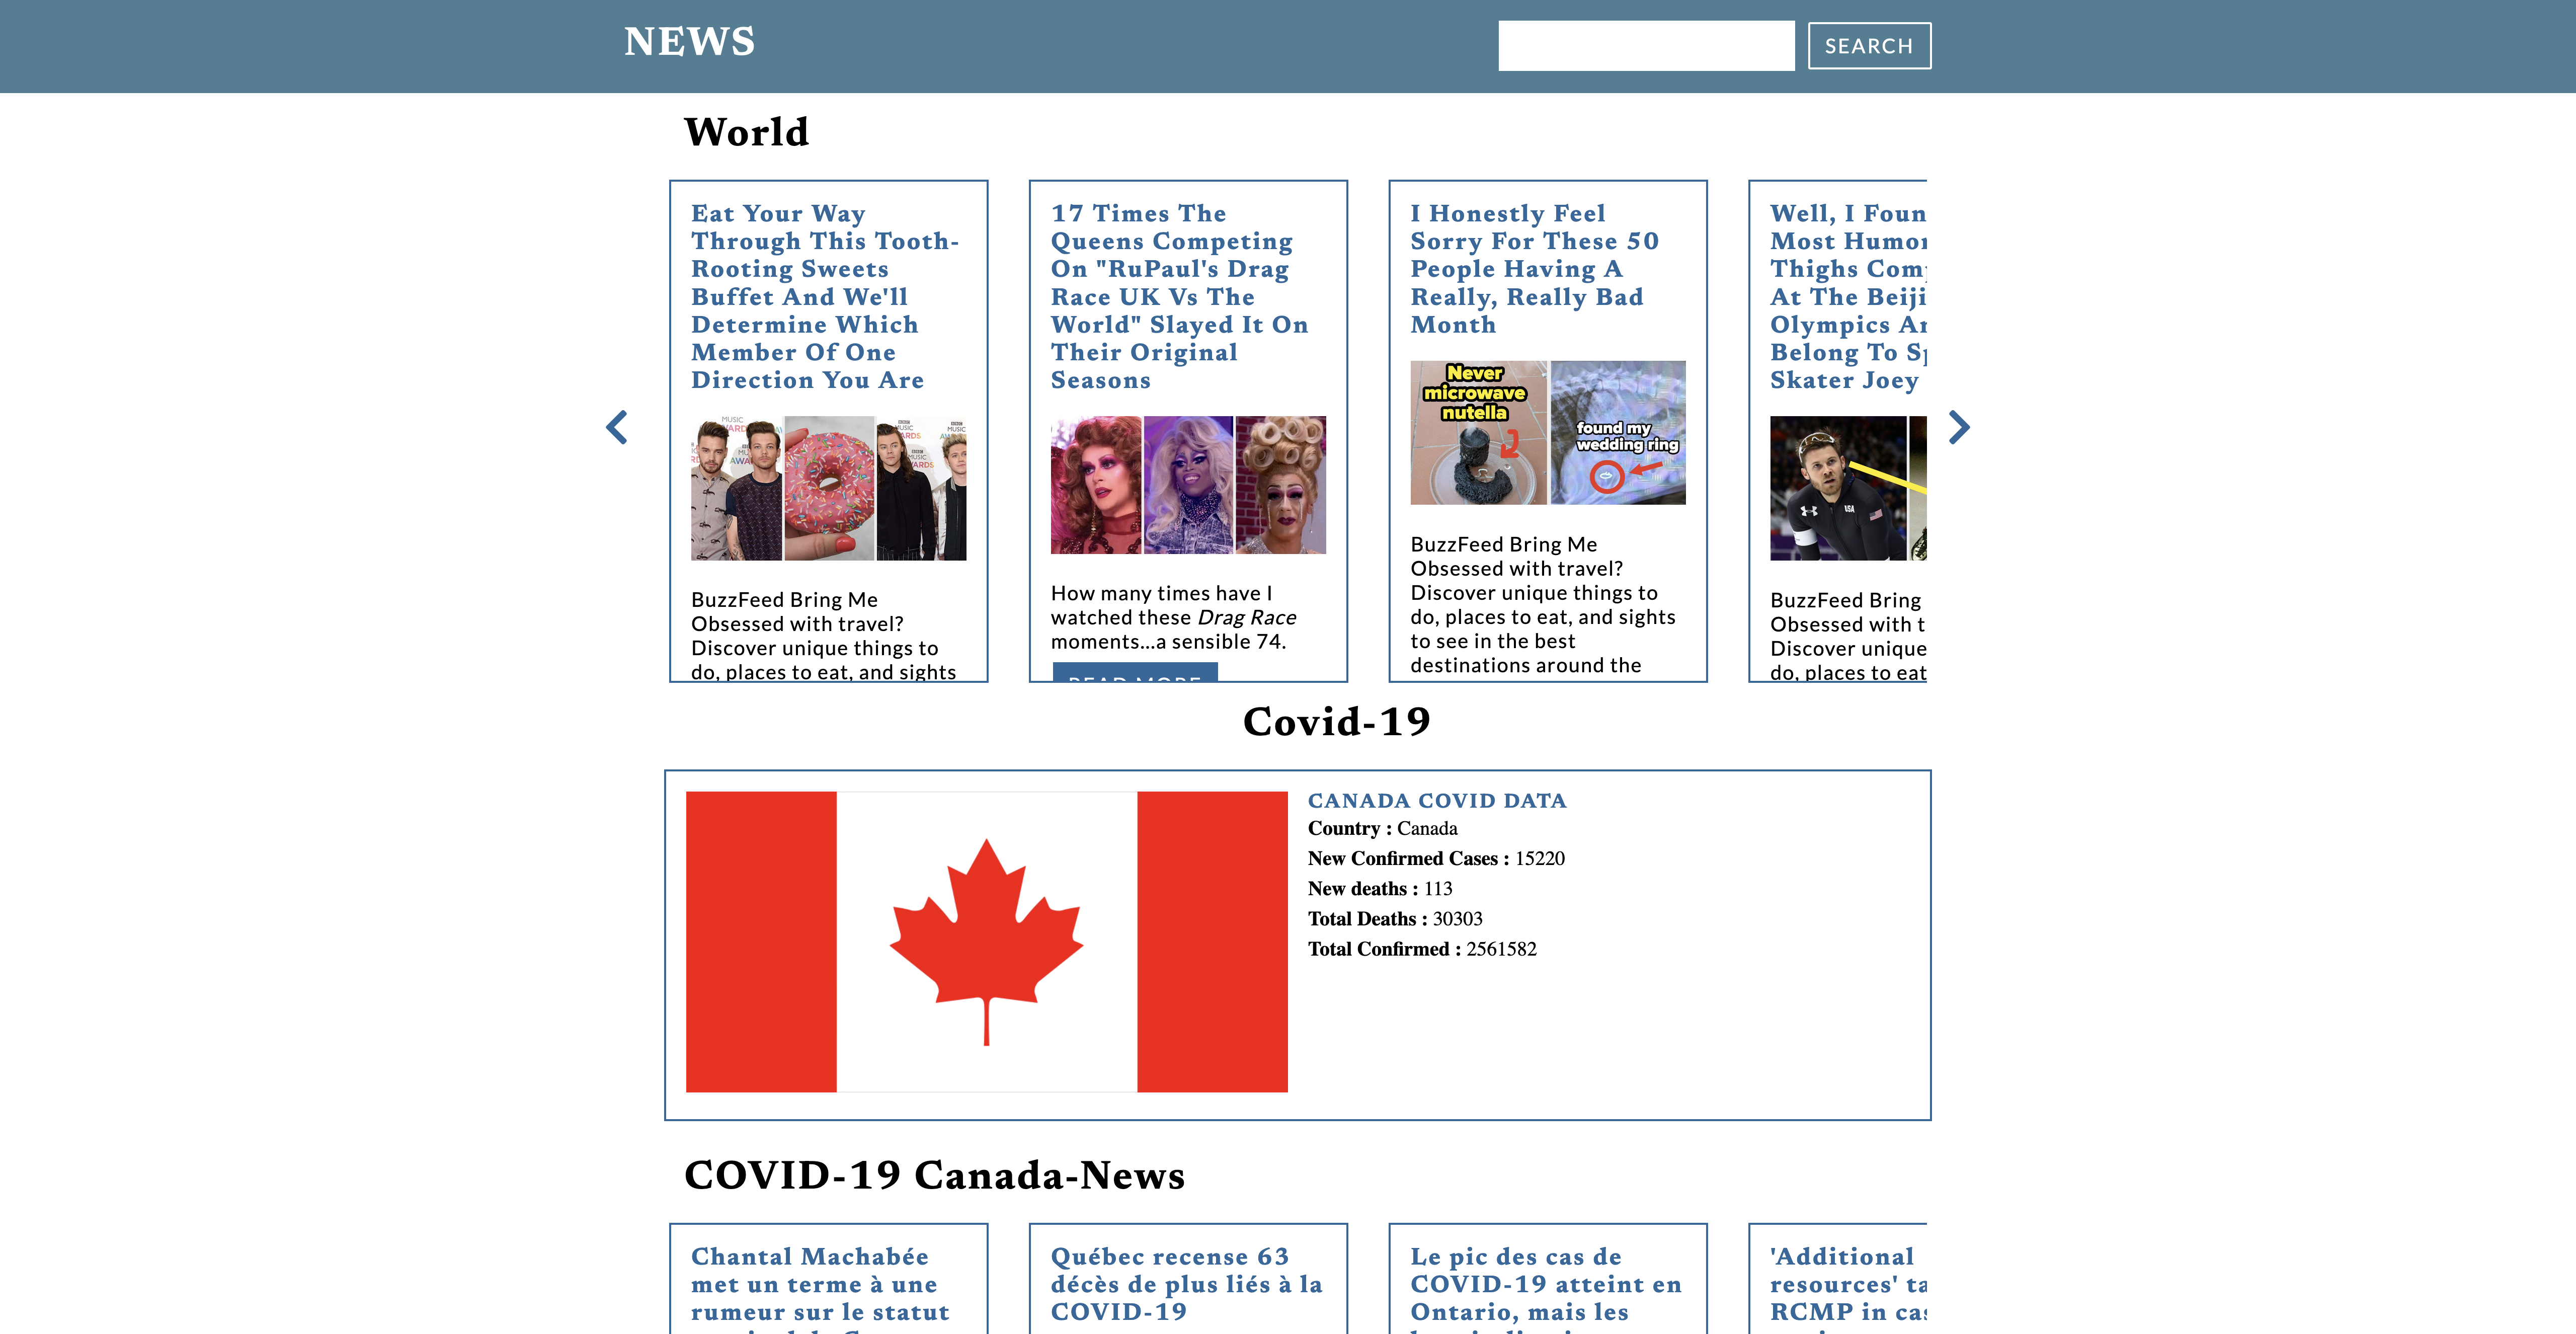 NEWS
SEARCH
World
Eat Your Way
Through This Tooth-
Rooting Sweets
Buffet And We'll
Determine Which
Member Of One
Direction You Are
BuzzFeed Bring Me
Obsessed with travel?
Discover unique things to
do, places to eat, and sights
17 Times The
Queens Competing
On "RuPaul's Drag
Race UK Vs The
World" Slayed It On
Their Original
Seasons
How many times have I
watched these Drag Race
moments...a sensible 74.
READ MORE
I Honestly Feel
Sorry For These 50
People Having A
Really, Really Bad
Month
Never
microwave
nutella
found my
wedding ring
BuzzFeed Bring Me
Obsessed with travel?
Discover unique things to
do, places to eat, and sights
to see in the best
destinations around the
Well, I Foun
Most Humor
Thighs Com
At The Beiji
Olympics Ar
Belong To Sp
Skater Joey
BuzzFeed Bring
Obsessed with t
Discover unique
do, places to eat
Covid-19
CANADA COVID DATA
Country : Canada
New Confirmed Cases : 15220
New deaths : 113
Total Deaths : 30303
Total Confirmed : 2561582
COVID-19 Canada-News
Chantal Machabée
met un terme à une
rumeur sur le statut
Québec recense 63
décès de plus liés à la
COVID-19
Le pic des cas de
COVID-19 atteint en
Ontario, mais les
'Additional
resources' ta
RCMP in cas